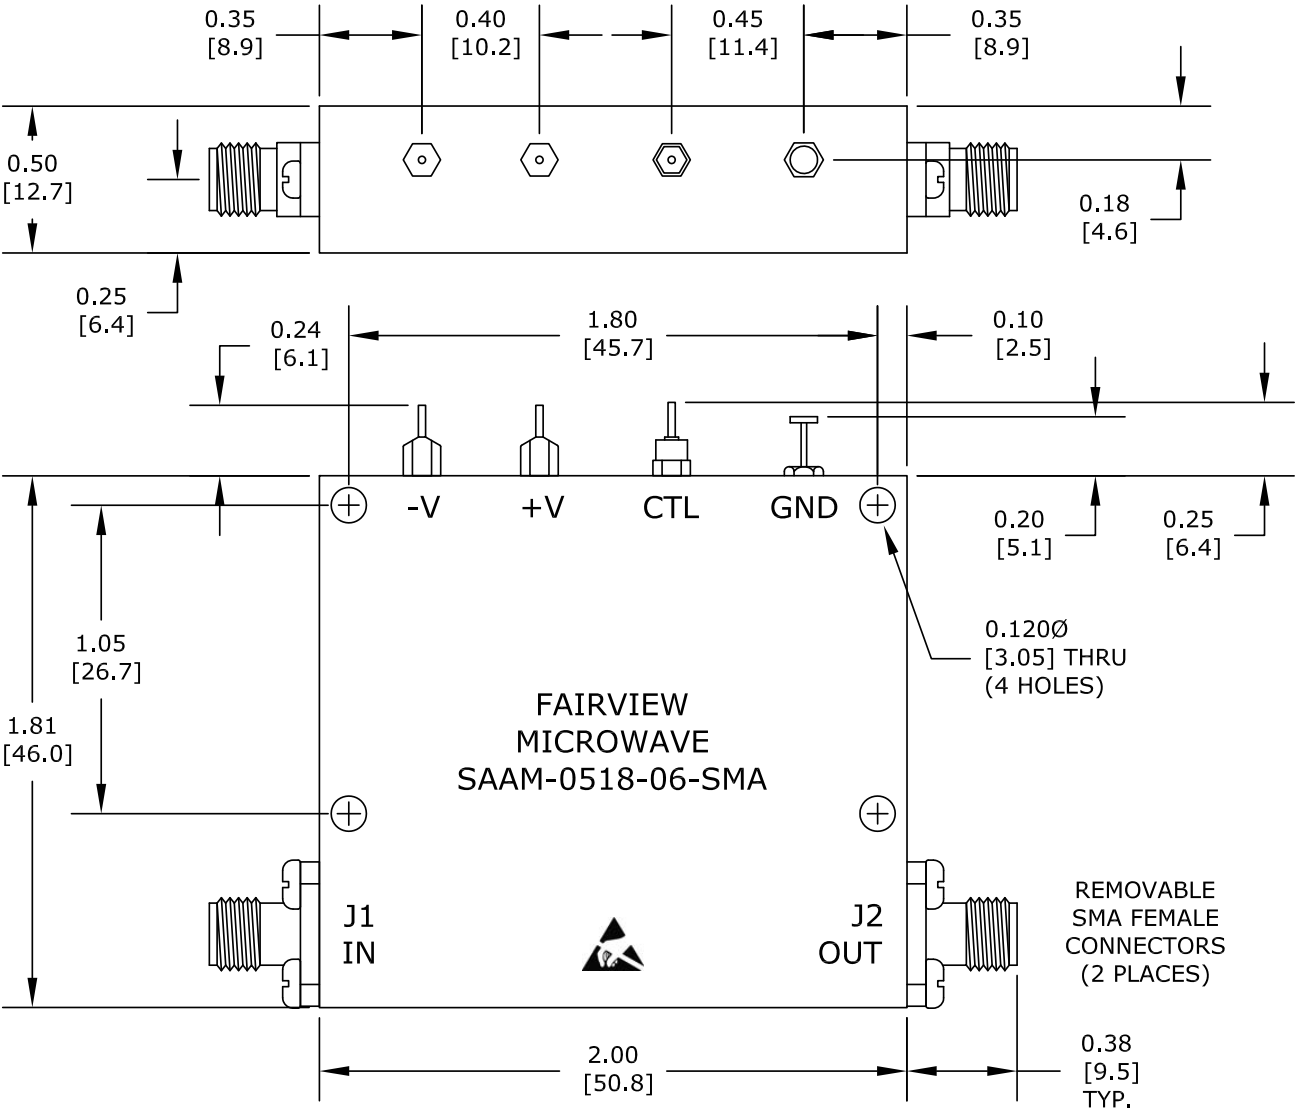 0.35
[8.9]
0.40
[10.2]
0.45
[11.4]
0.35
[8.9]
0.50
[12.7]
0.18
[4.6]
0.25
[6.4]
0.24
[6.1]
1.80
[45.7]
0.10
[2.5]
-V
+V
CTL
GND
0.20
[5.1]
0.25
[6.4]
0.120Ø
[3.05] THRU
(4 HOLES)
1.05
[26.7]
1.81
[46.0]
FAIRVIEW
MICROWAVE
SAAM-0518-06-SMA
J1
IN
J2
OUT
REMOVABLE
SMA FEMALE
CONNECTORS
(2 PLACES)
2.00
[50.8]
0.38
[9.5]
TYP.